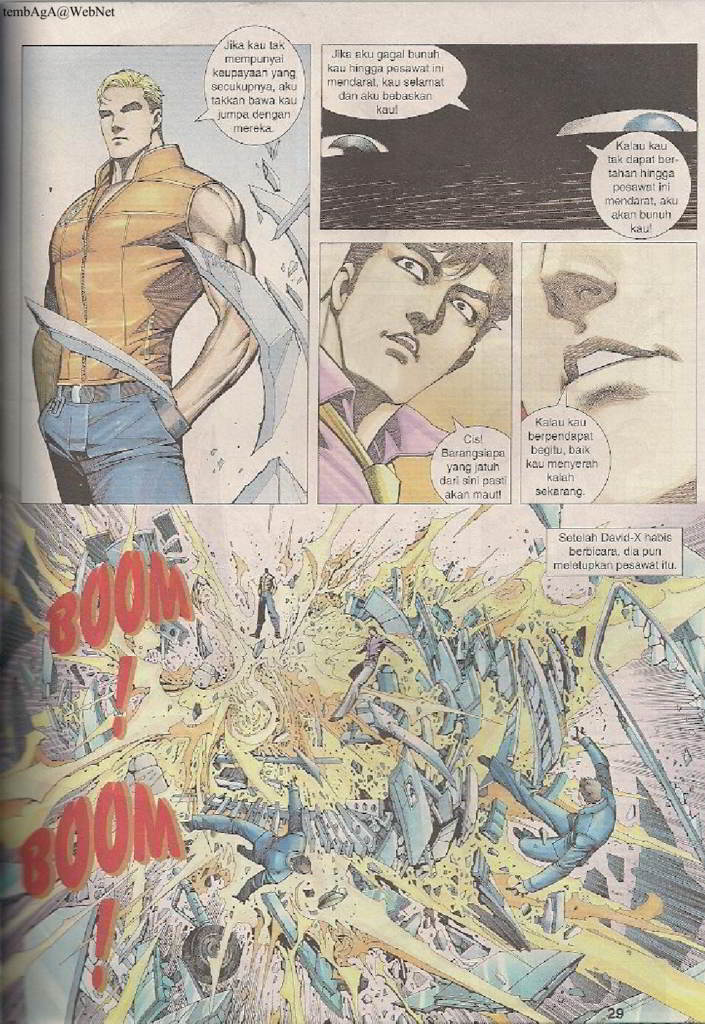 tembAgA@WebNet
Jika kau tak
mempunyai
keupayaan yang
secukupnya, aku
takkan bawa kau
jumpa dengan
mereka.
Jika aku gagal bunuh
kau hingga pesawat ini
mendarat, kau selamat
dan aku bebaskan
kau!
Kalau kau
tak dapat ber-
tahan hingga
pesawat ini
mendarat, aku
akan bunuh
kau!
Cis!
Barangsiapa
yang jatuh
dari sini pasti
akan maut!
Kalau kau
berpendapat
begitu, baik
kau menyerah
kalah
sekarang.
Setelah David-X habis
berbicara, dia pun
meletupkan pesawat itu.
BOOM
!
BOOM
!
29